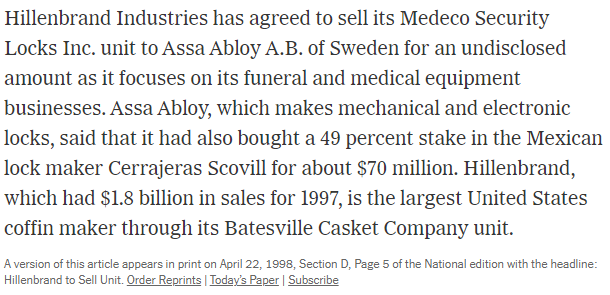 Hillenbrand Industries has agreed to sell its Medeco Security
Locks Inc. unit to Assa Abloy A.B. of Sweden for an undisclosed
amount as it focuses on its funeral and medical equipment
businesses. Assa Abloy, which makes mechanical and electronic
locks, said that it had also bought a 49 percent stake in the Mexican
lock maker Cerrajeras Scovill for about $70 million. Hillenbrand,
which had $1.8 billion in sales for 1997, is the largest United States
coffin maker through its Batesville Casket Company unit.
A version of this article appears in print on April 22, 1998, Section D, Page 5 of the National edition with the headline:
Hillenbrand to Sell Unit. Order Reprints | Today's Paper | Subscribe